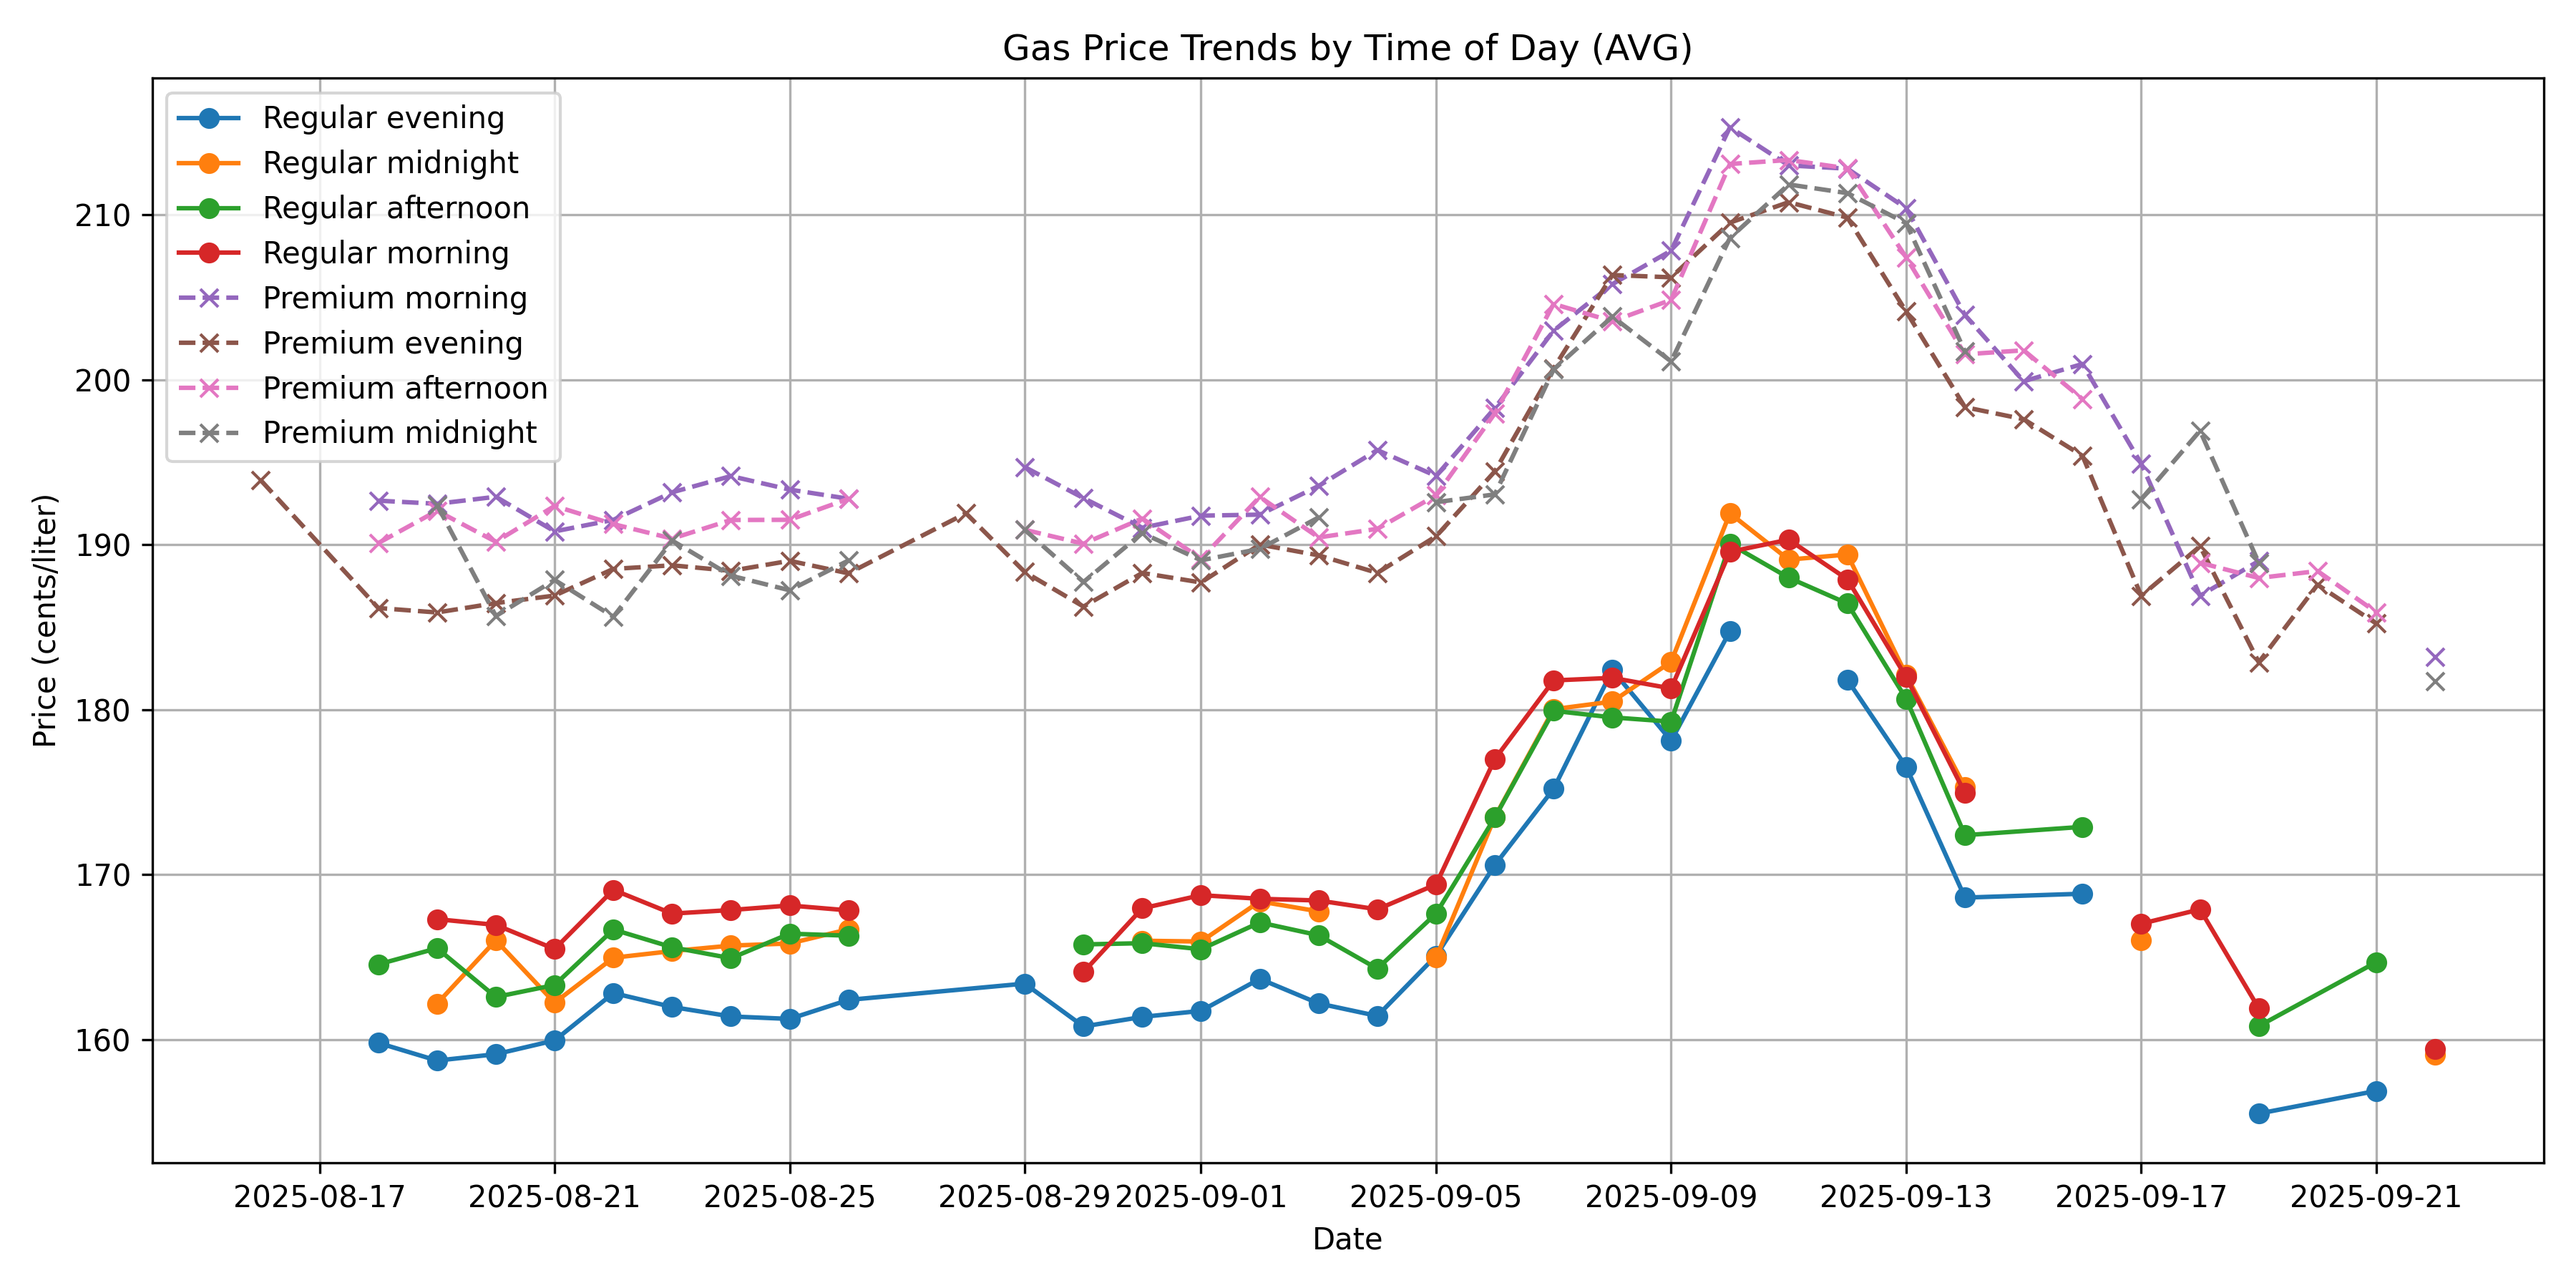 Gas Price Trends by Time of Day (AVG)
Regular evening
Regular midnight
Regular afternoon
Regular morning
Premium morning
Premium evening
Premium afternoon
Premium midnight
Price (cents/liter)
210
200
190
180
170
160
2025-08-17 2025-08-21 2025-08-25 2025-08-29 2025-09-01 2025-09-05 2025-09-09 2025-09-13 2025-09-17 2025-09-21
Date